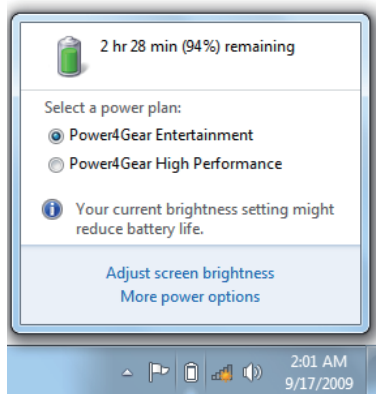 2 hr 28 min (94%) remaining
Select a power plan:
Power4Gear Entertainment
Power4Gear High Performance
Your current brightness setting might
reduce battery life.
Adjust screen brightness
More power options
2:01 AM
9/17/2009